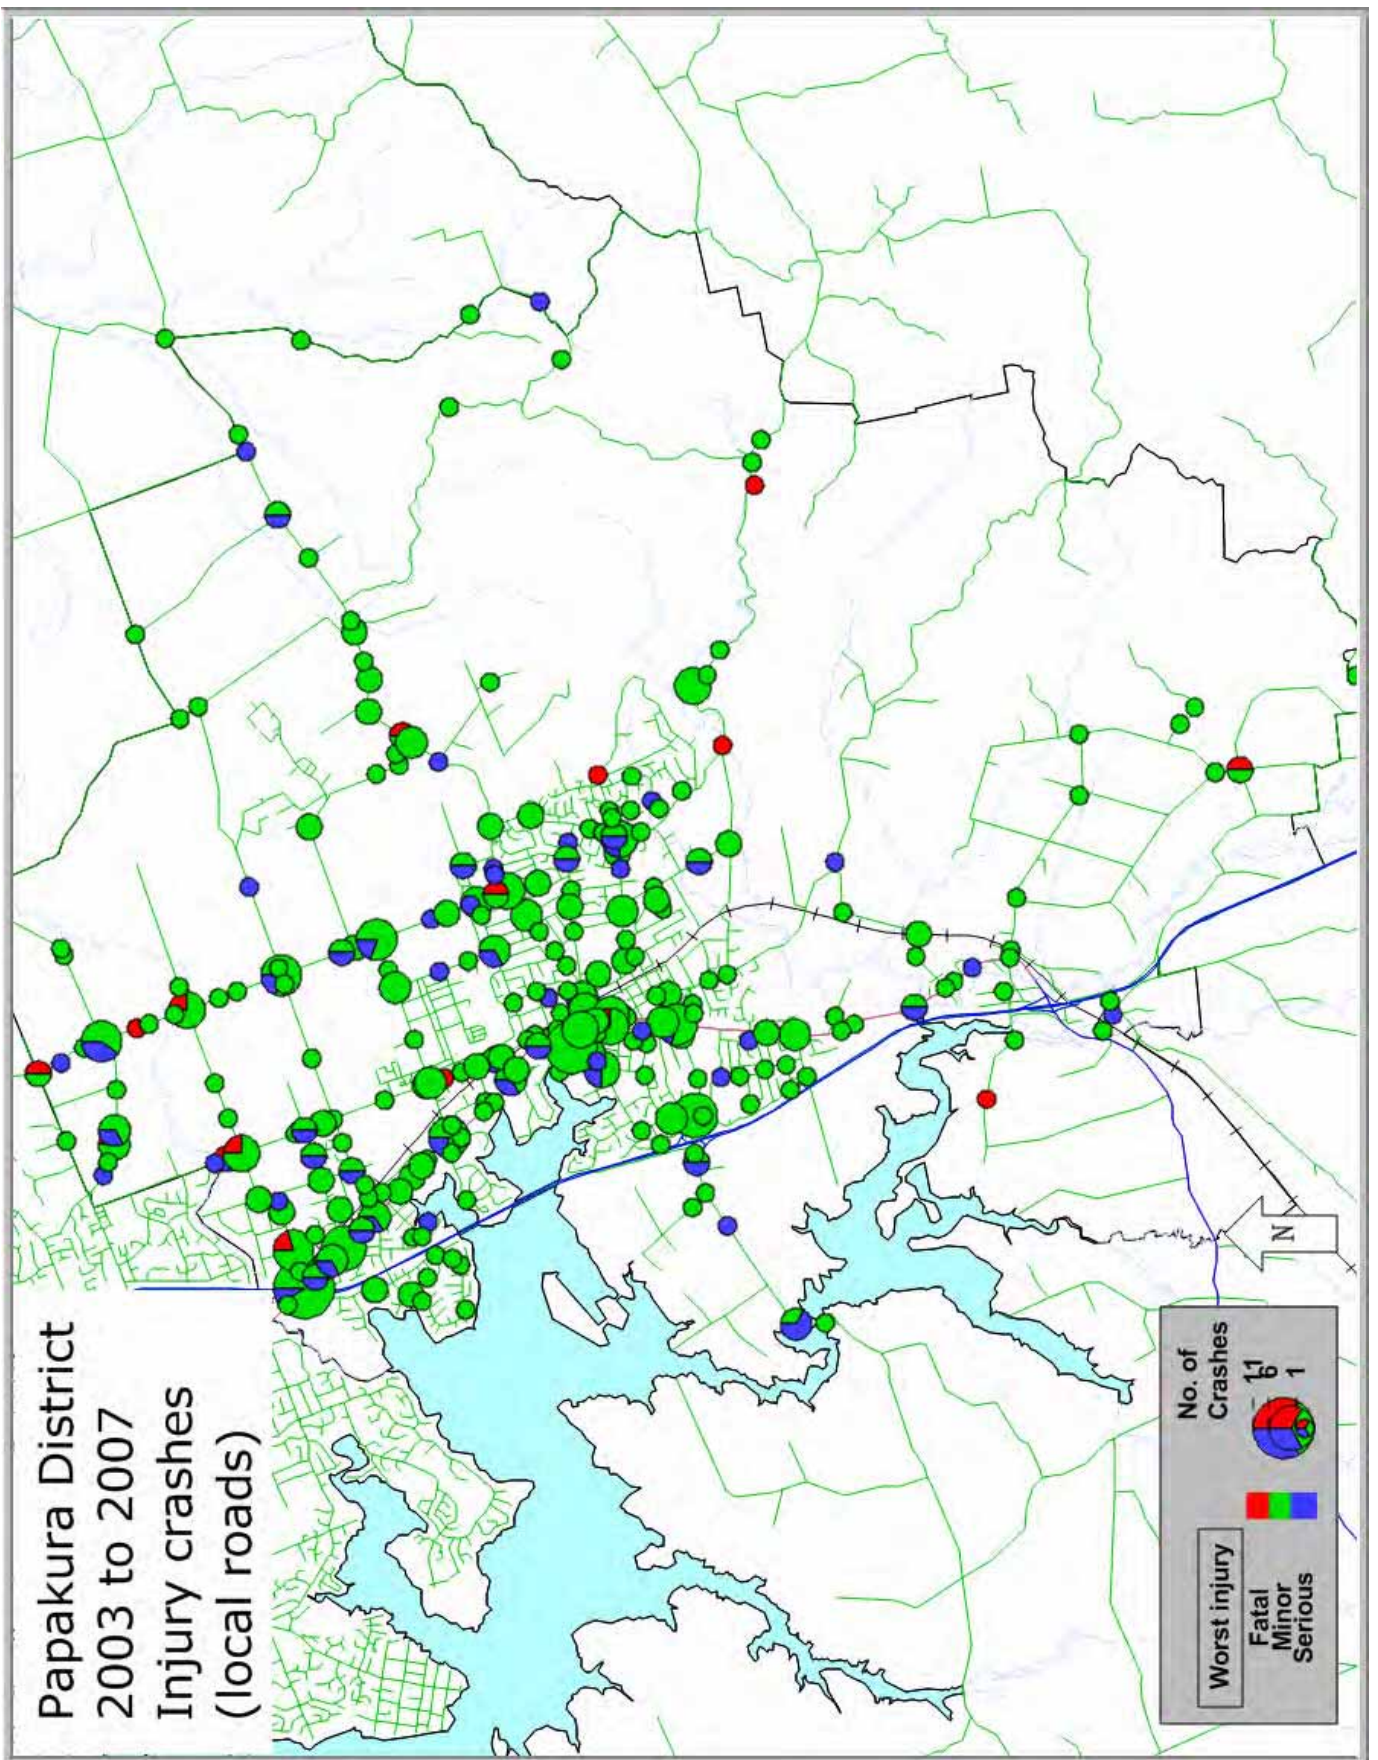 Papakura District
2003 to 2007
Injury crashes
(local roads)
N
Worst injury
Fatal
Minor
Serious
No. of
Crashes
11
6
1